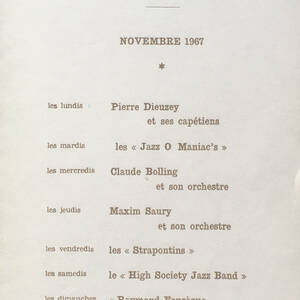 NOVEMBRE 1967
*
les lundis Pierre Dieuzey
et ses capétiens
les mardis les « Jazz O Maniac's »
les mercredis Claude Bolling
et son orchestre
les jeudis Maxim Saury
et son orchestre
les vendredis les « Strapontins »
les samedis le « High Society Jazz Band »
les dimanches « Raymond Fonsèque